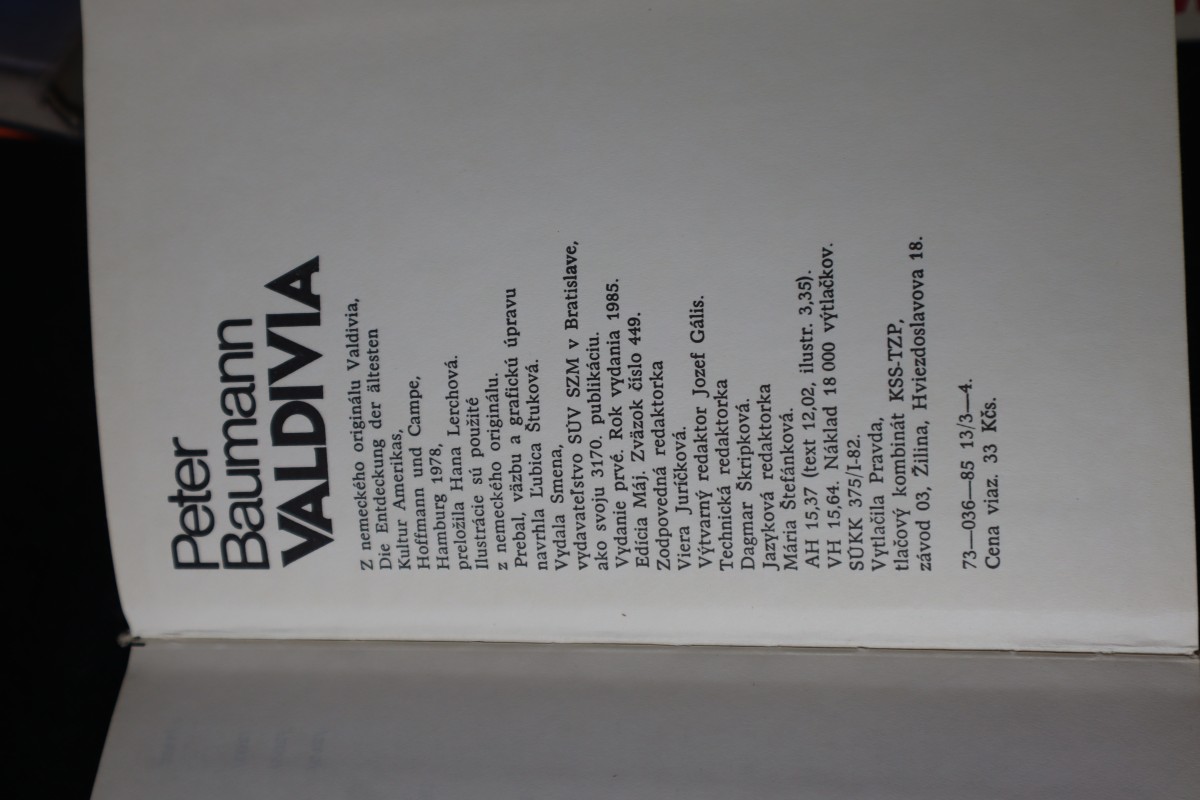 Peter
Baumann
VALDIVIA
Z nemeckého originálu Valdivia,
Die Entdeckung der ältesten
Kultur Amerikas,
Hoffmann und Campe,
Hamburg 1978,
preložila Hana Lerchová.
Ilustrácie sú použité
z nemeckého originálu.
Prebal, väzbu a grafickú úpravu
navrhla Ľubica Štuková.
Vydala Smena,
vydavateľstvo SÚV SZM v Bratislave,
ako svoju 3170. publikáciu.
Vydanie prvé. Rok vydania 1985.
Edícia Máj. Zväzok číslo 449.
Zodpovedná redaktorka
Viera Juríčková.
Výtvarný redaktor Jozef Gális.
Technická redaktorka
Dagmar Škripková.
Jazyková redaktorka
Mária Štefánková.
AH 15,37 (text 12,02, ilustr. 3,35).
VH 15,64. Náklad 18 000 výtlačkov.
SÚKK 375/I-82.
Vytlačila Pravda,
tlačový kombinát KSS-TZP,
závod 03, Žilina, Hviezdoslavova 18.
73—036—85 13/3—4.
Cena viaz. 33 Kčs.